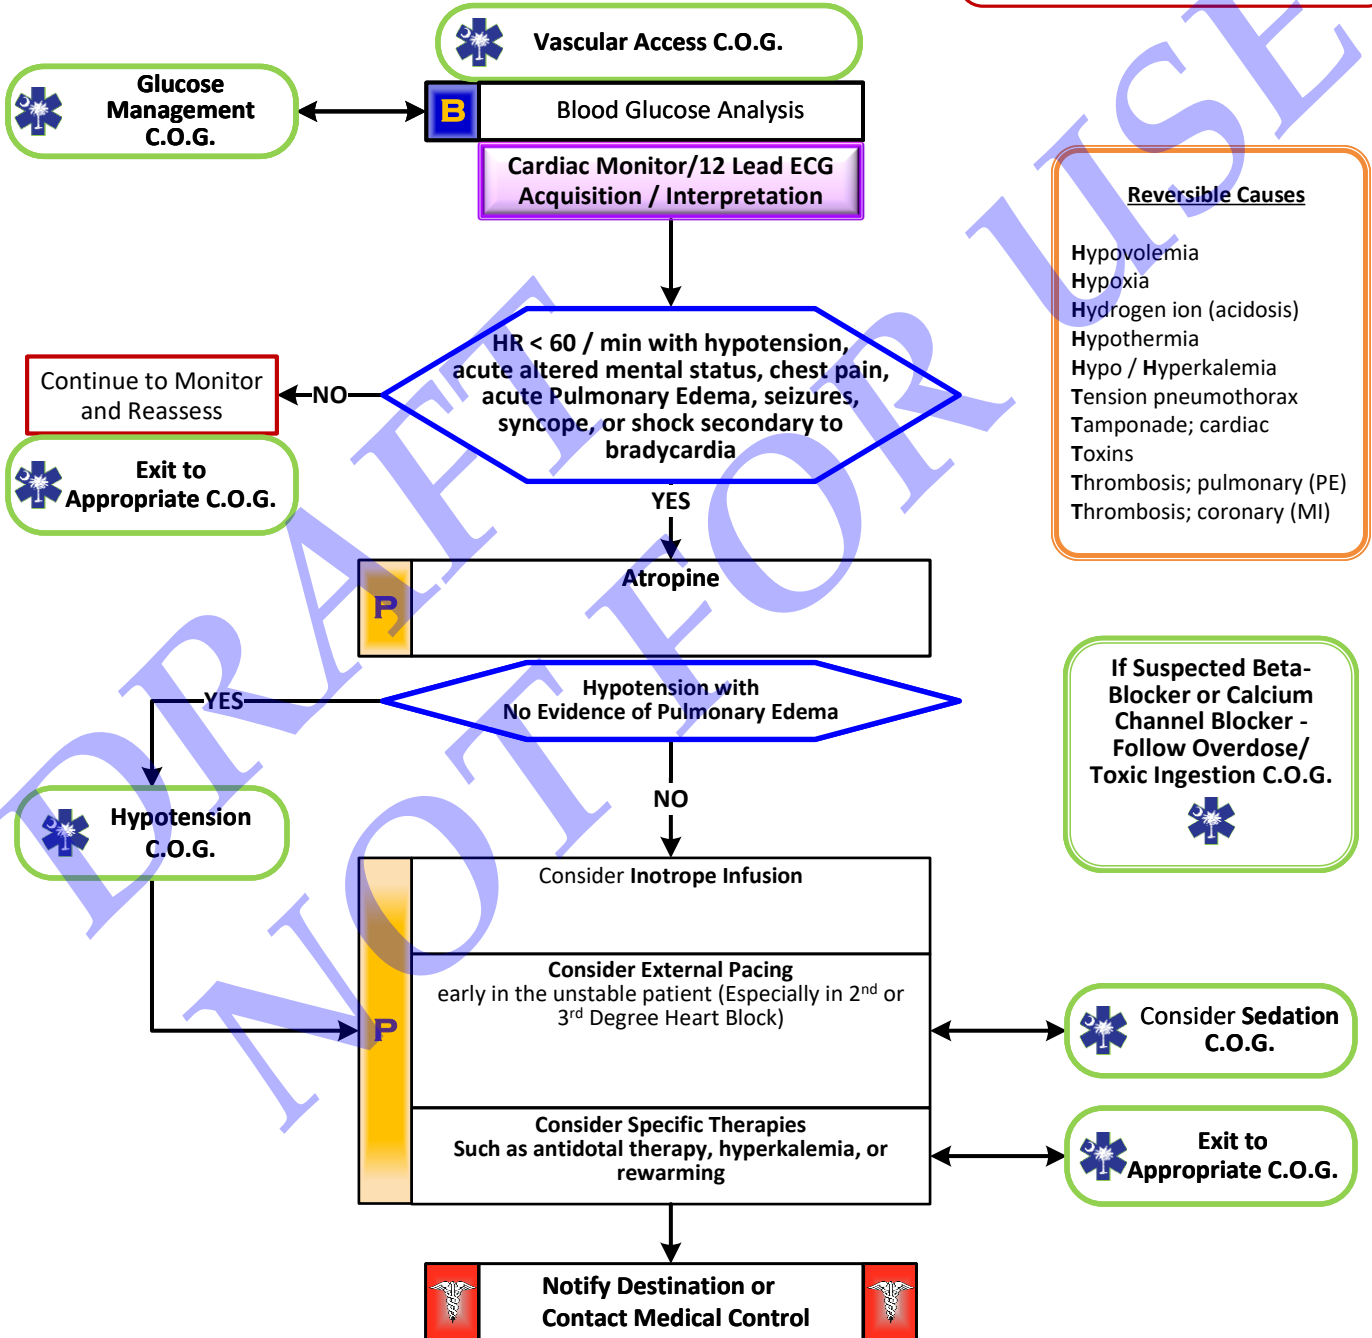 Vascular Access C.O.G.
Glucose
Management
C.O.G.
B
Blood Glucose Analysis
Cardiac Monitor/12 Lead ECG
Acquisition / Interpretation
Reversible Causes
Hypovolemia
Hypoxia
Hydrogen ion (acidosis)
Hypothermia
Hypo / Hyperkalemia
Tension pneumothorax
Tamponade; cardiac
Toxins
Thrombosis; pulmonary (PE)
Thrombosis; coronary (MI)
HR < 60 / min with hypotension,
acute altered mental status, chest pain,
acute Pulmonary Edema, seizures,
syncope, or shock secondary to
bradycardia
NO
Continue to Monitor
and Reassess
Exit to
Appropriate C.O.G.
YES
P
Atropine
Hypotension with
No Evidence of Pulmonary Edema
YES
NO
If Suspected Beta-
Blocker or Calcium
Channel Blocker -
Follow Overdose/
Toxic Ingestion C.O.G.
Hypotension
C.O.G.
P
Consider Inotrope Infusion
Consider External Pacing
early in the unstable patient (Especially in 2nd or
3rd Degree Heart Block)
Consider Sedation
C.O.G.
Consider Specific Therapies
Such as antidotal therapy, hyperkalemia, or
rewarming
Exit to
Appropriate C.O.G.
Notify Destination or
Contact Medical Control
DRAFT
NOT FOR USE